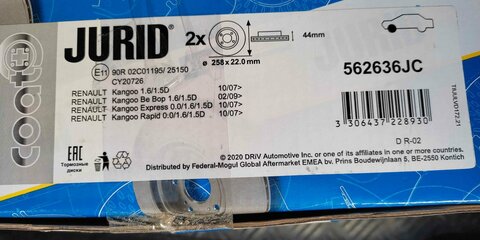 coat+
JURID®
2x
ø 258 x 22.0 mm
44mm
E11 90R 02C01195/ 25150
CY20726
562636JC
RENAULT Kangoo 1.6/1.5D 10/07>
RENAULT Kangoo Be Bop 1.6/1.5D 02/09>
RENAULT Kangoo Express 0.0/1.6/1.5D 10/07>
RENAULT Kangoo Rapid 0.0/1.6/1.5D 10/07>
3 306437 228930
T1UULV0172.21
D R-02
EAC
Тормозные
диски
© 2020 DRiV Automotive Inc. or one of its affiliates in one or more countries.
Distributed by Federal-Mogul Global Aftermarket EMEA bv. Prins Boudewijnlaan 5, BE-2550 Kontich